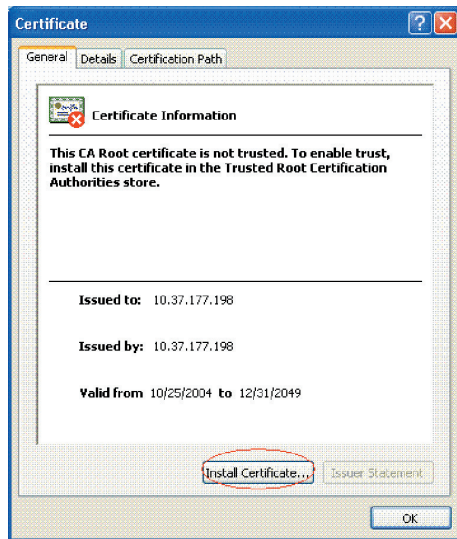 Certificate
General Details Certification Path
Certificate Information
This CA Root certificate is not trusted. To enable trust,
install this certificate in the Trusted Root Certification
Authorities store.
Issued to: 10.37.177.198
Issued by: 10.37.177.198
Valid from 10/25/2004 to 12/31/2049
Install Certificate... Issuer Statement
OK